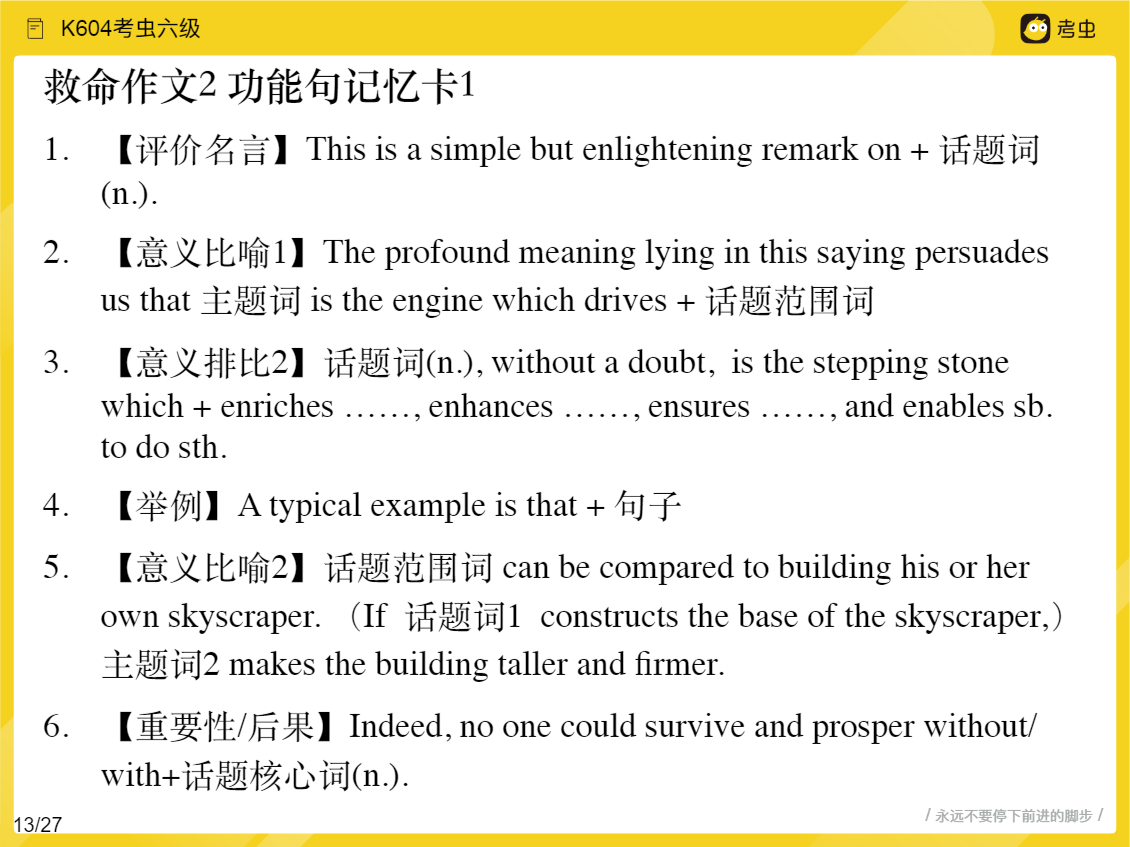 K604考虫六级
考虫
救命作文2 功能句记忆卡1
1. 【评价名言】This is a simple but enlightening remark on + 话题词
(n.).
2. 【意义比喻1】The profound meaning lying in this saying persuades
us that 主题词 is the engine which drives + 话题范围词
3. 【意义排比2】话题词(n.), without a doubt, is the stepping stone
which + enriches ……, enhances ……, ensures ……, and enables sb.
to do sth.
4. 【举例】A typical example is that + 句子
5. 【意义比喻2】话题范围词 can be compared to building his or her
own skyscraper. （If 话题词1 constructs the base of the skyscraper,）
主题词2 makes the building taller and firmer.
6. 【重要性/后果】Indeed, no one could survive and prosper without/
with+话题核心词(n.).
/ 永远不要停下前进的脚步 /
13/27